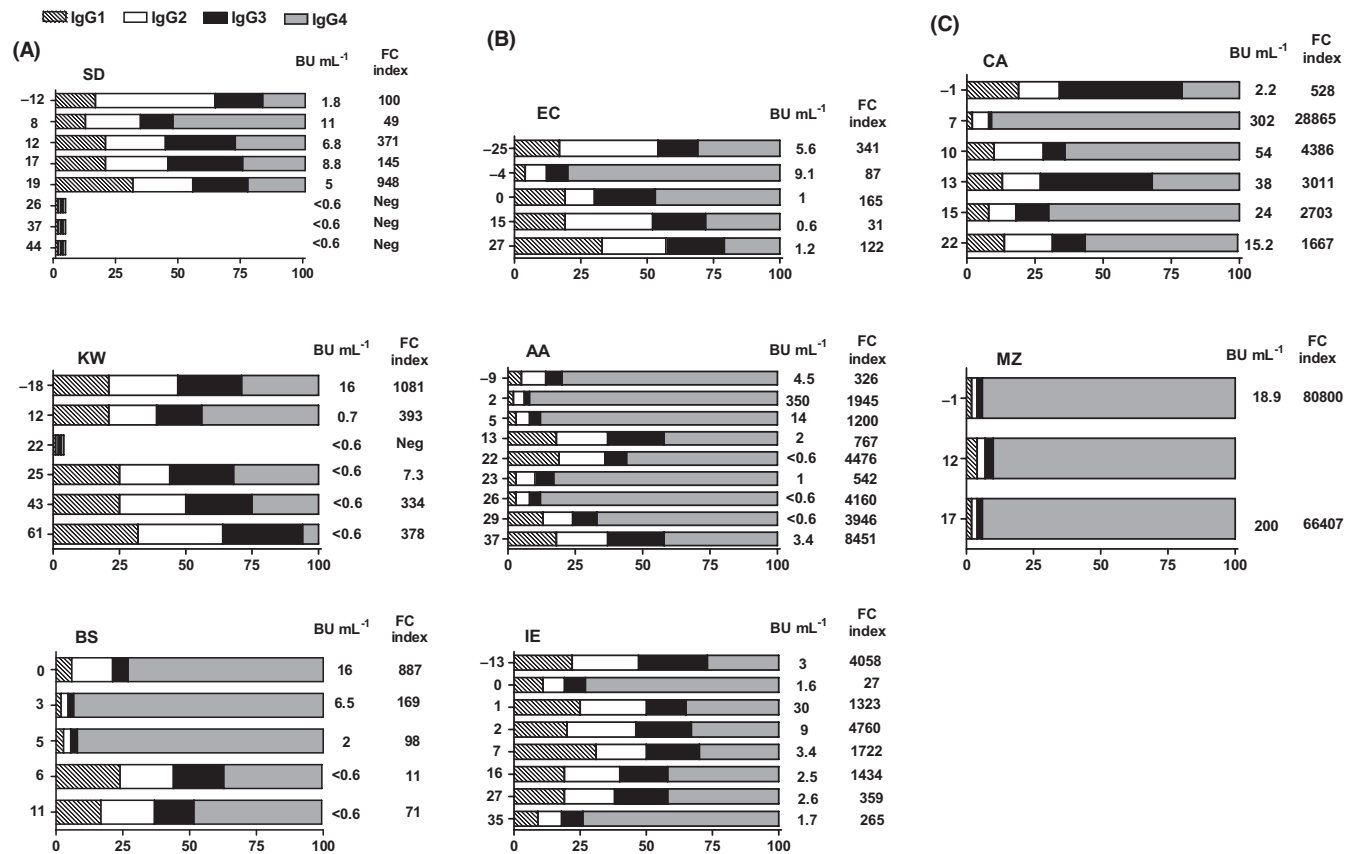 IgG1 IgG2 IgG3 IgG4
(A)
SD BU mL⁻¹ FC index
–12 1.8 100
8 11 49
12 6.8 371
17 8.8 145
19 5 948
26 <0.6 Neg
37 <0.6 Neg
44 <0.6 Neg
0 25 50 75 100
KW BU mL⁻¹ FC index
–18 16 1081
12 0.7 393
22 <0.6 Neg
25 <0.6 7.3
43 <0.6 334
61 <0.6 378
0 25 50 75 100
BS BU mL⁻¹ FC index
0 16 887
3 6.5 169
5 2 98
6 <0.6 11
11 <0.6 71
0 25 50 75 100
(B)
EC BU mL⁻¹ FC index
–25 5.6 341
–4 9.1 87
0 1 165
15 0.6 31
27 1.2 122
0 25 50 75 100
AA BU mL⁻¹ FC index
–9 4.5 326
2 350 1945
5 14 1200
13 2 767
22 <0.6 4476
23 1 542
26 <0.6 4160
29 <0.6 3946
37 3.4 8451
0 25 50 75 100
IE BU mL⁻¹ FC index
–13 3 4058
0 1.6 27
1 30 1323
2 9 4760
7 3.4 1722
16 2.5 1434
27 2.6 359
35 1.7 265
0 25 50 75 100
(C)
CA BU mL⁻¹ FC index
–1 2.2 528
7 302 28865
10 54 4386
13 38 3011
15 24 2703
22 15.2 1667
0 25 50 75 100
MZ BU mL⁻¹ FC index
–1 18.9 80800
12
17 200 66407
0 25 50 75 100